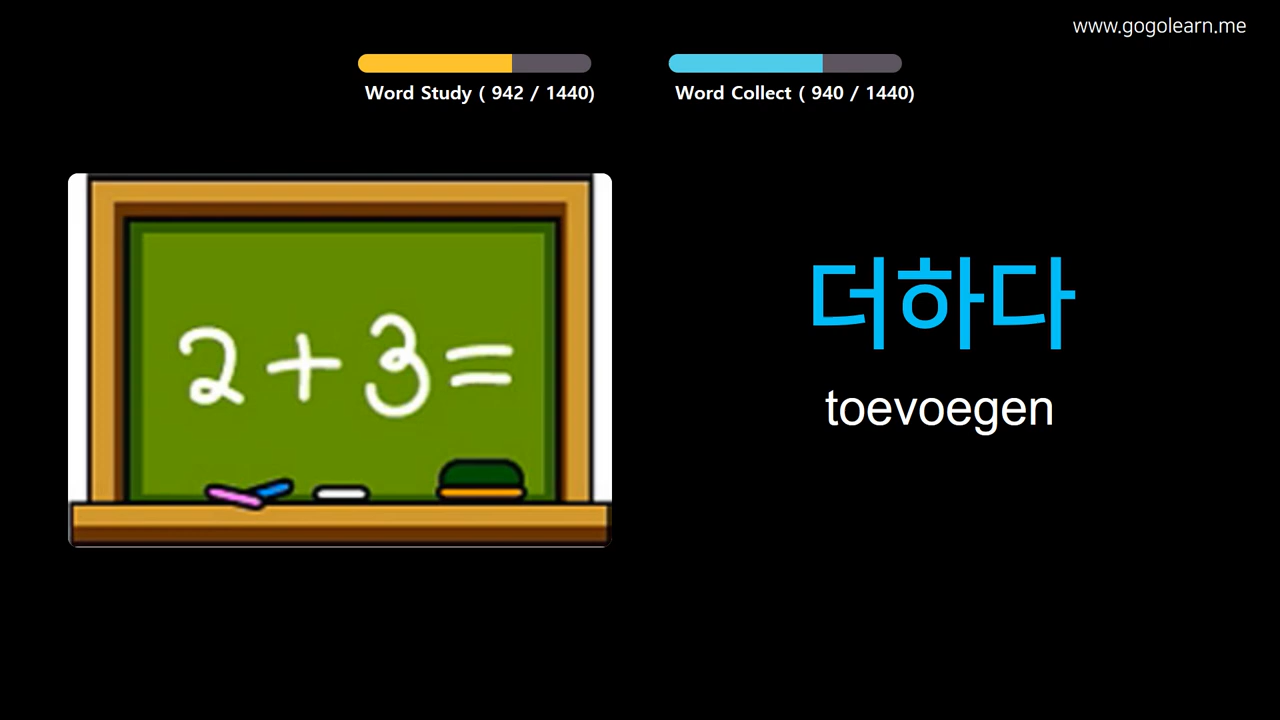 www.gogolearn.me
Word Study ( 942 / 1440)
Word Collect ( 940 / 1440)
2 + 3 =
더하다
toevoegen